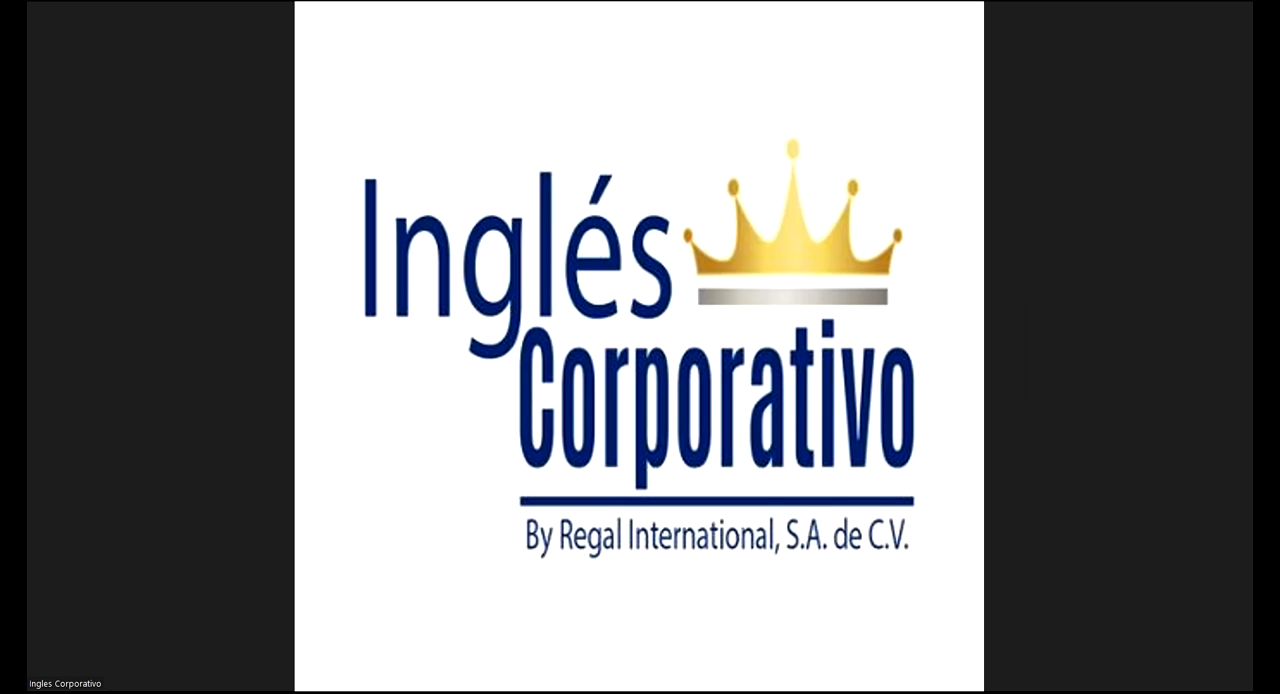 Inglés
Corporativo
By Regal International, S.A. de C.V.
Ingles Corporativo